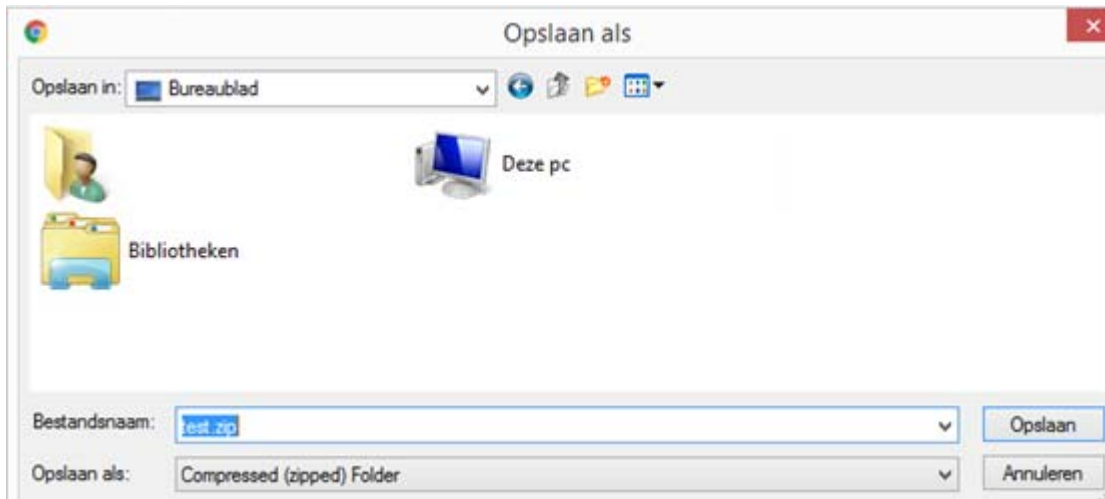 Opslaan als
Opslaan in: Bureaublad
Deze pc
Bibliotheken
Bestandsnaam: test.zip Opslaan
Opslaan als: Compressed (zipped) Folder Annuleren